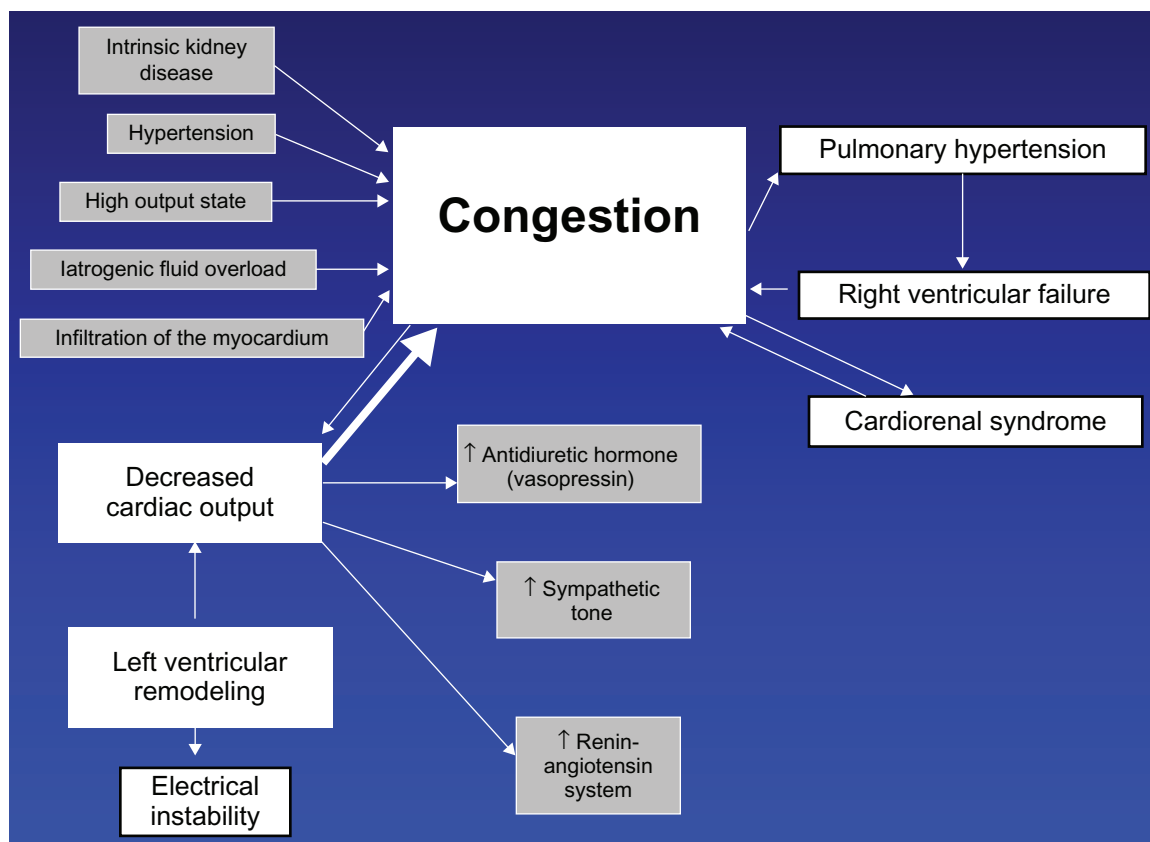 Intrinsic kidney
disease
Hypertension
High output state
Iatrogenic fluid overload
Infiltration of the myocardium
Congestion
Pulmonary hypertension
Right ventricular failure
Cardiorenal syndrome
Decreased
cardiac output
↑ Antidiuretic hormone
(vasopressin)
↑ Sympathetic
tone
Left ventricular
remodeling
↑ Renin-
angiotensin
system
Electrical
instability